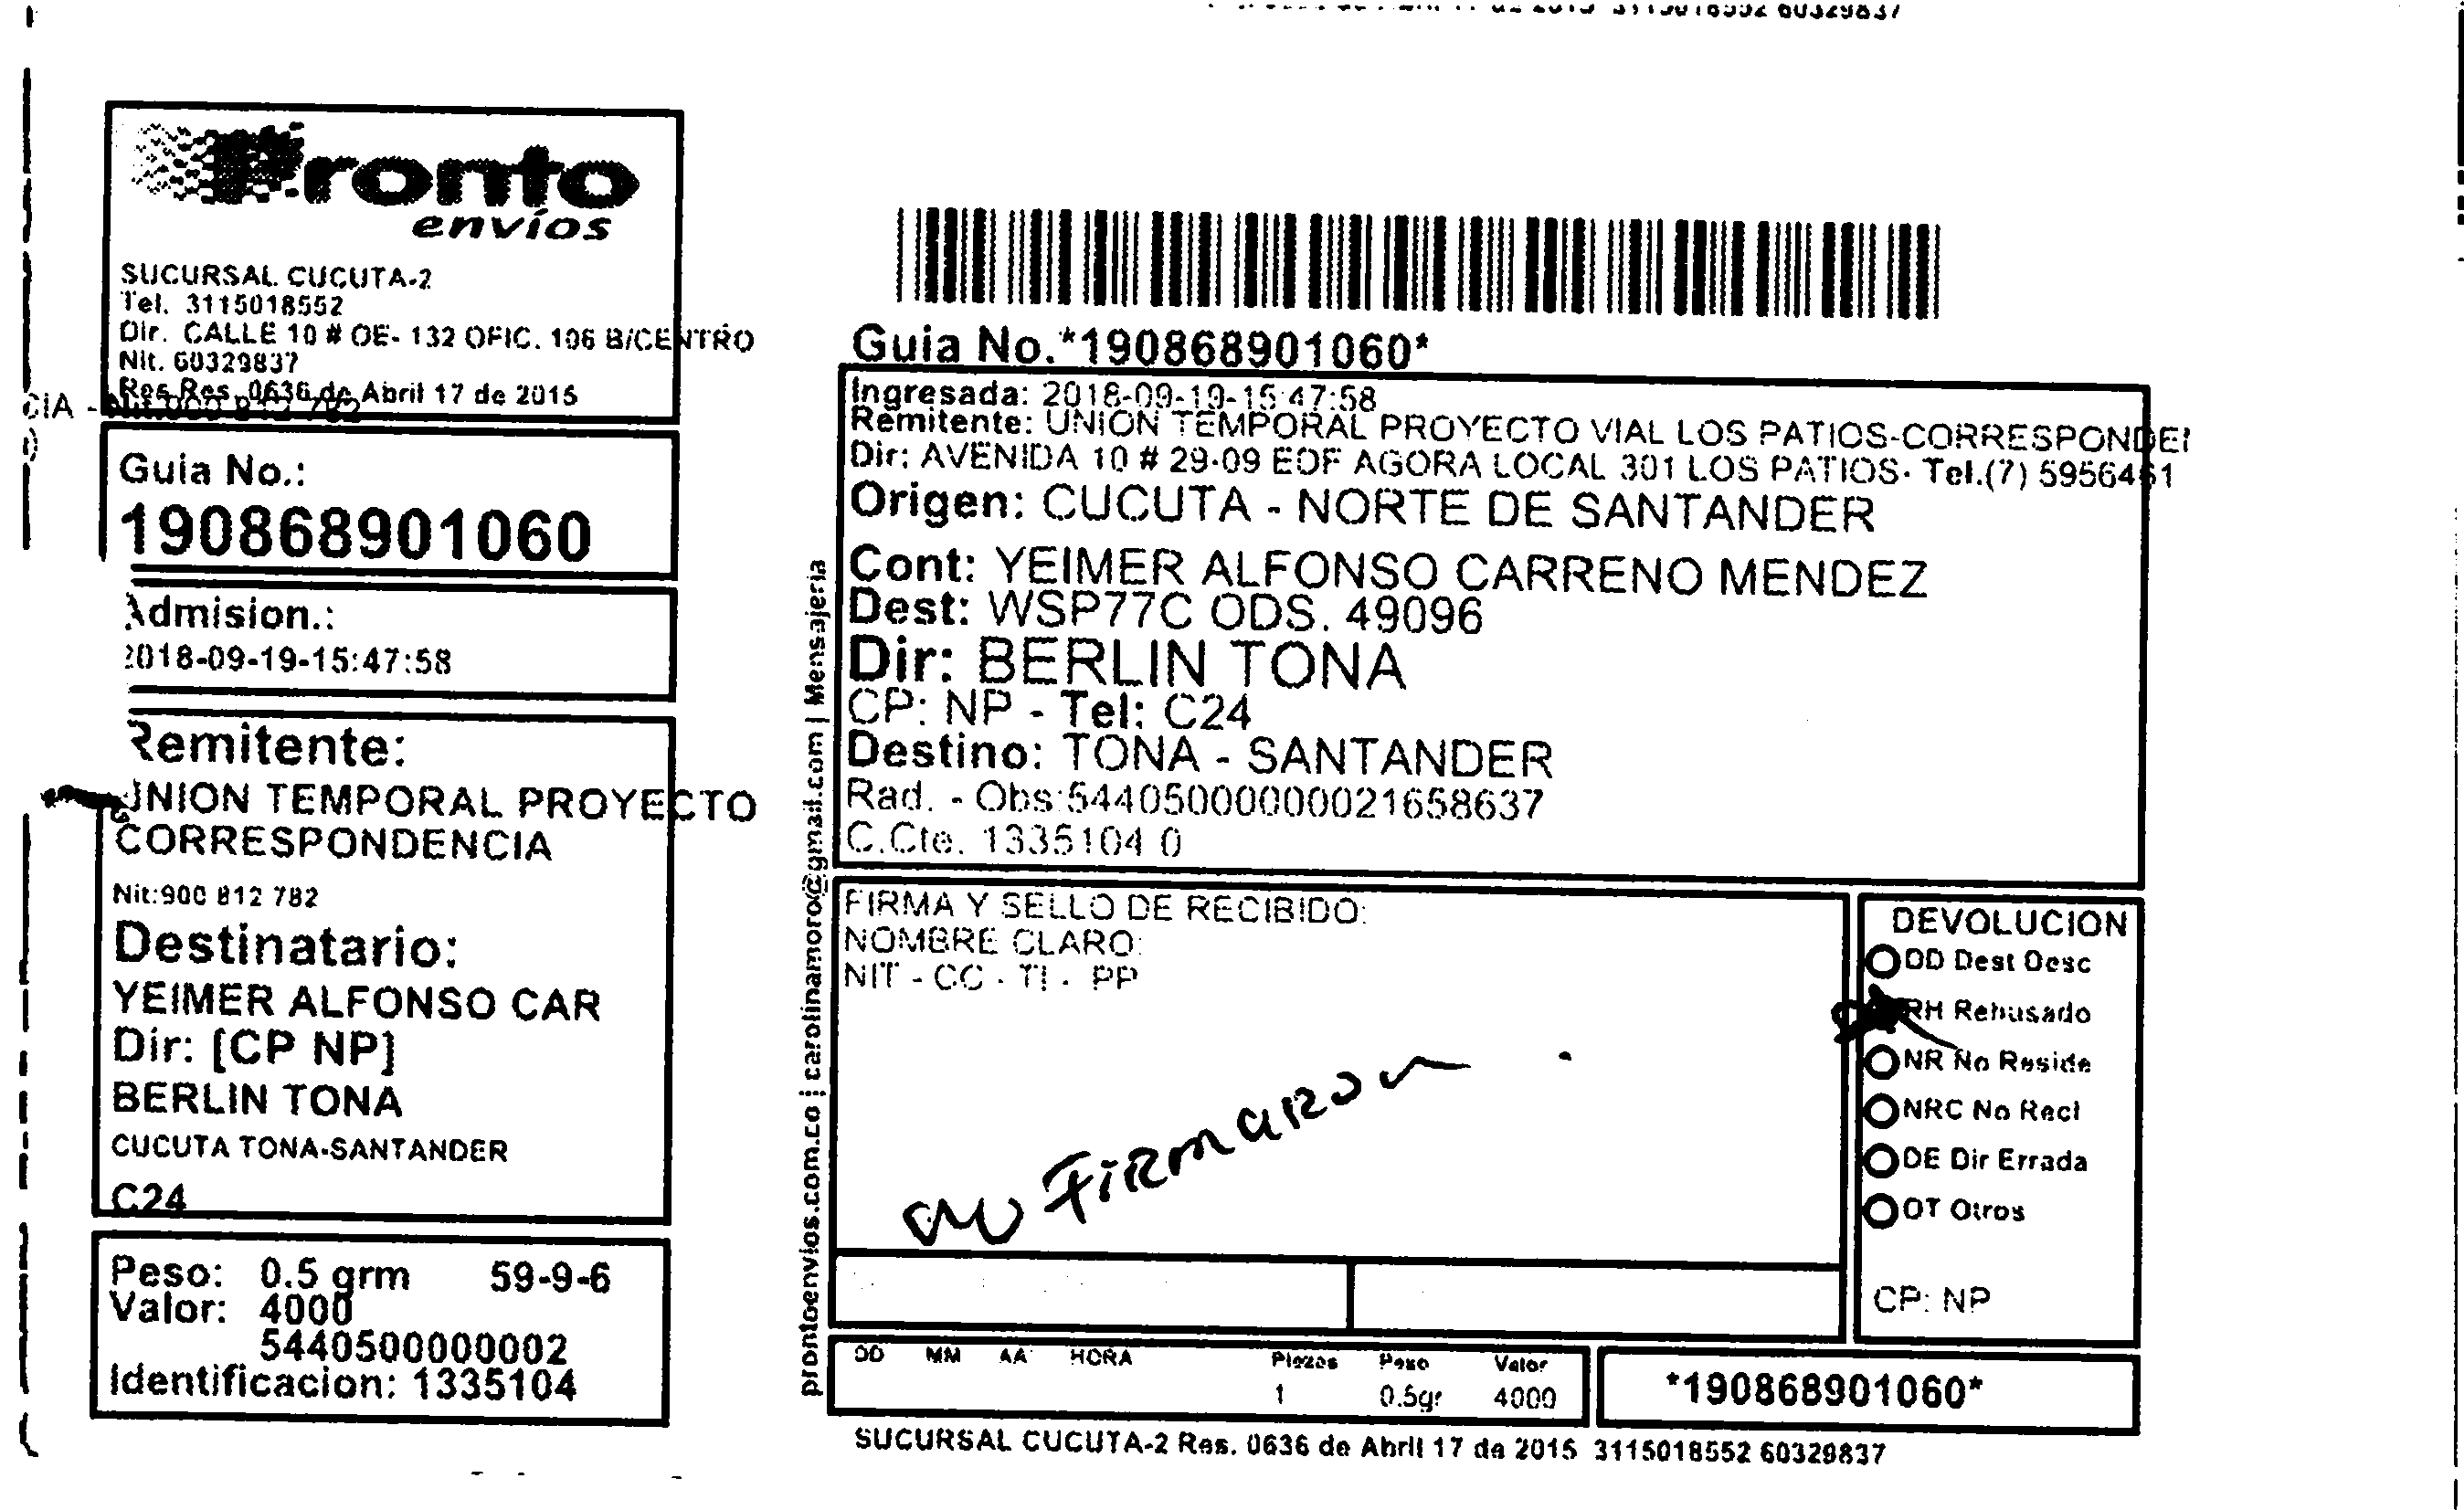 Pronto
envíos
SUCURSAL CUCUTA-2
Tel. 3115018552
Dir. CALLE 10 # OE- 132 OFIC. 106 B/CENTRO
Nit. 60329837
Res Res. 0636 de Abril 17 de 2015
CIA - Nit.900 812 782
Guia No.:
190868901060
Admision.:
2018-09-19-15:47:58
Remitente:
UNION TEMPORAL PROYECTO
CORRESPONDENCIA
Nit:900 812 782
Destinatario:
YEIMER ALFONSO CAR
Dir: [CP NP]
BERLIN TONA
CUCUTA TONA-SANTANDER
C24
Peso: 0.5 grm 59-9-6
Valor: 4000
5440500000002
Identificacion: 1335104
prontoenvios.com.co | carolinamoro@gmail.com | Mensajeria
Guia No.*190868901060*
Ingresada: 2018-09-19-15:47:58
Remitente: UNION TEMPORAL PROYECTO VIAL LOS PATIOS-CORRESPONDEI
Dir: AVENIDA 10 # 29-09 EDF AGORA LOCAL 301 LOS PATIOS- Tel.(7) 5956461
Origen: CUCUTA - NORTE DE SANTANDER
Cont: YEIMER ALFONSO CARRENO MENDEZ
Dest: WSP77C ODS. 49096
Dir: BERLIN TONA
CP: NP - Tel: C24
Destino: TONA - SANTANDER
Rad. - Obs:544050000000021658637
C.Cte. 1335104 0
FIRMA Y SELLO DE RECIBIDO:
NOMBRE CLARO:
NIT - CC - TI - PP
no Firmaron
DEVOLUCION
DD Dest Desc
RH Rehusado
NR No Reside
NRC No Recl
DE Dir Errada
OT Otros
CP: NP
DD MM AA HORA Piezas Peso Valor
1 0.5gr 4000
*190868901060*
SUCURSAL CUCUTA-2 Res. 0636 de Abril 17 de 2015 3115018552 60329837